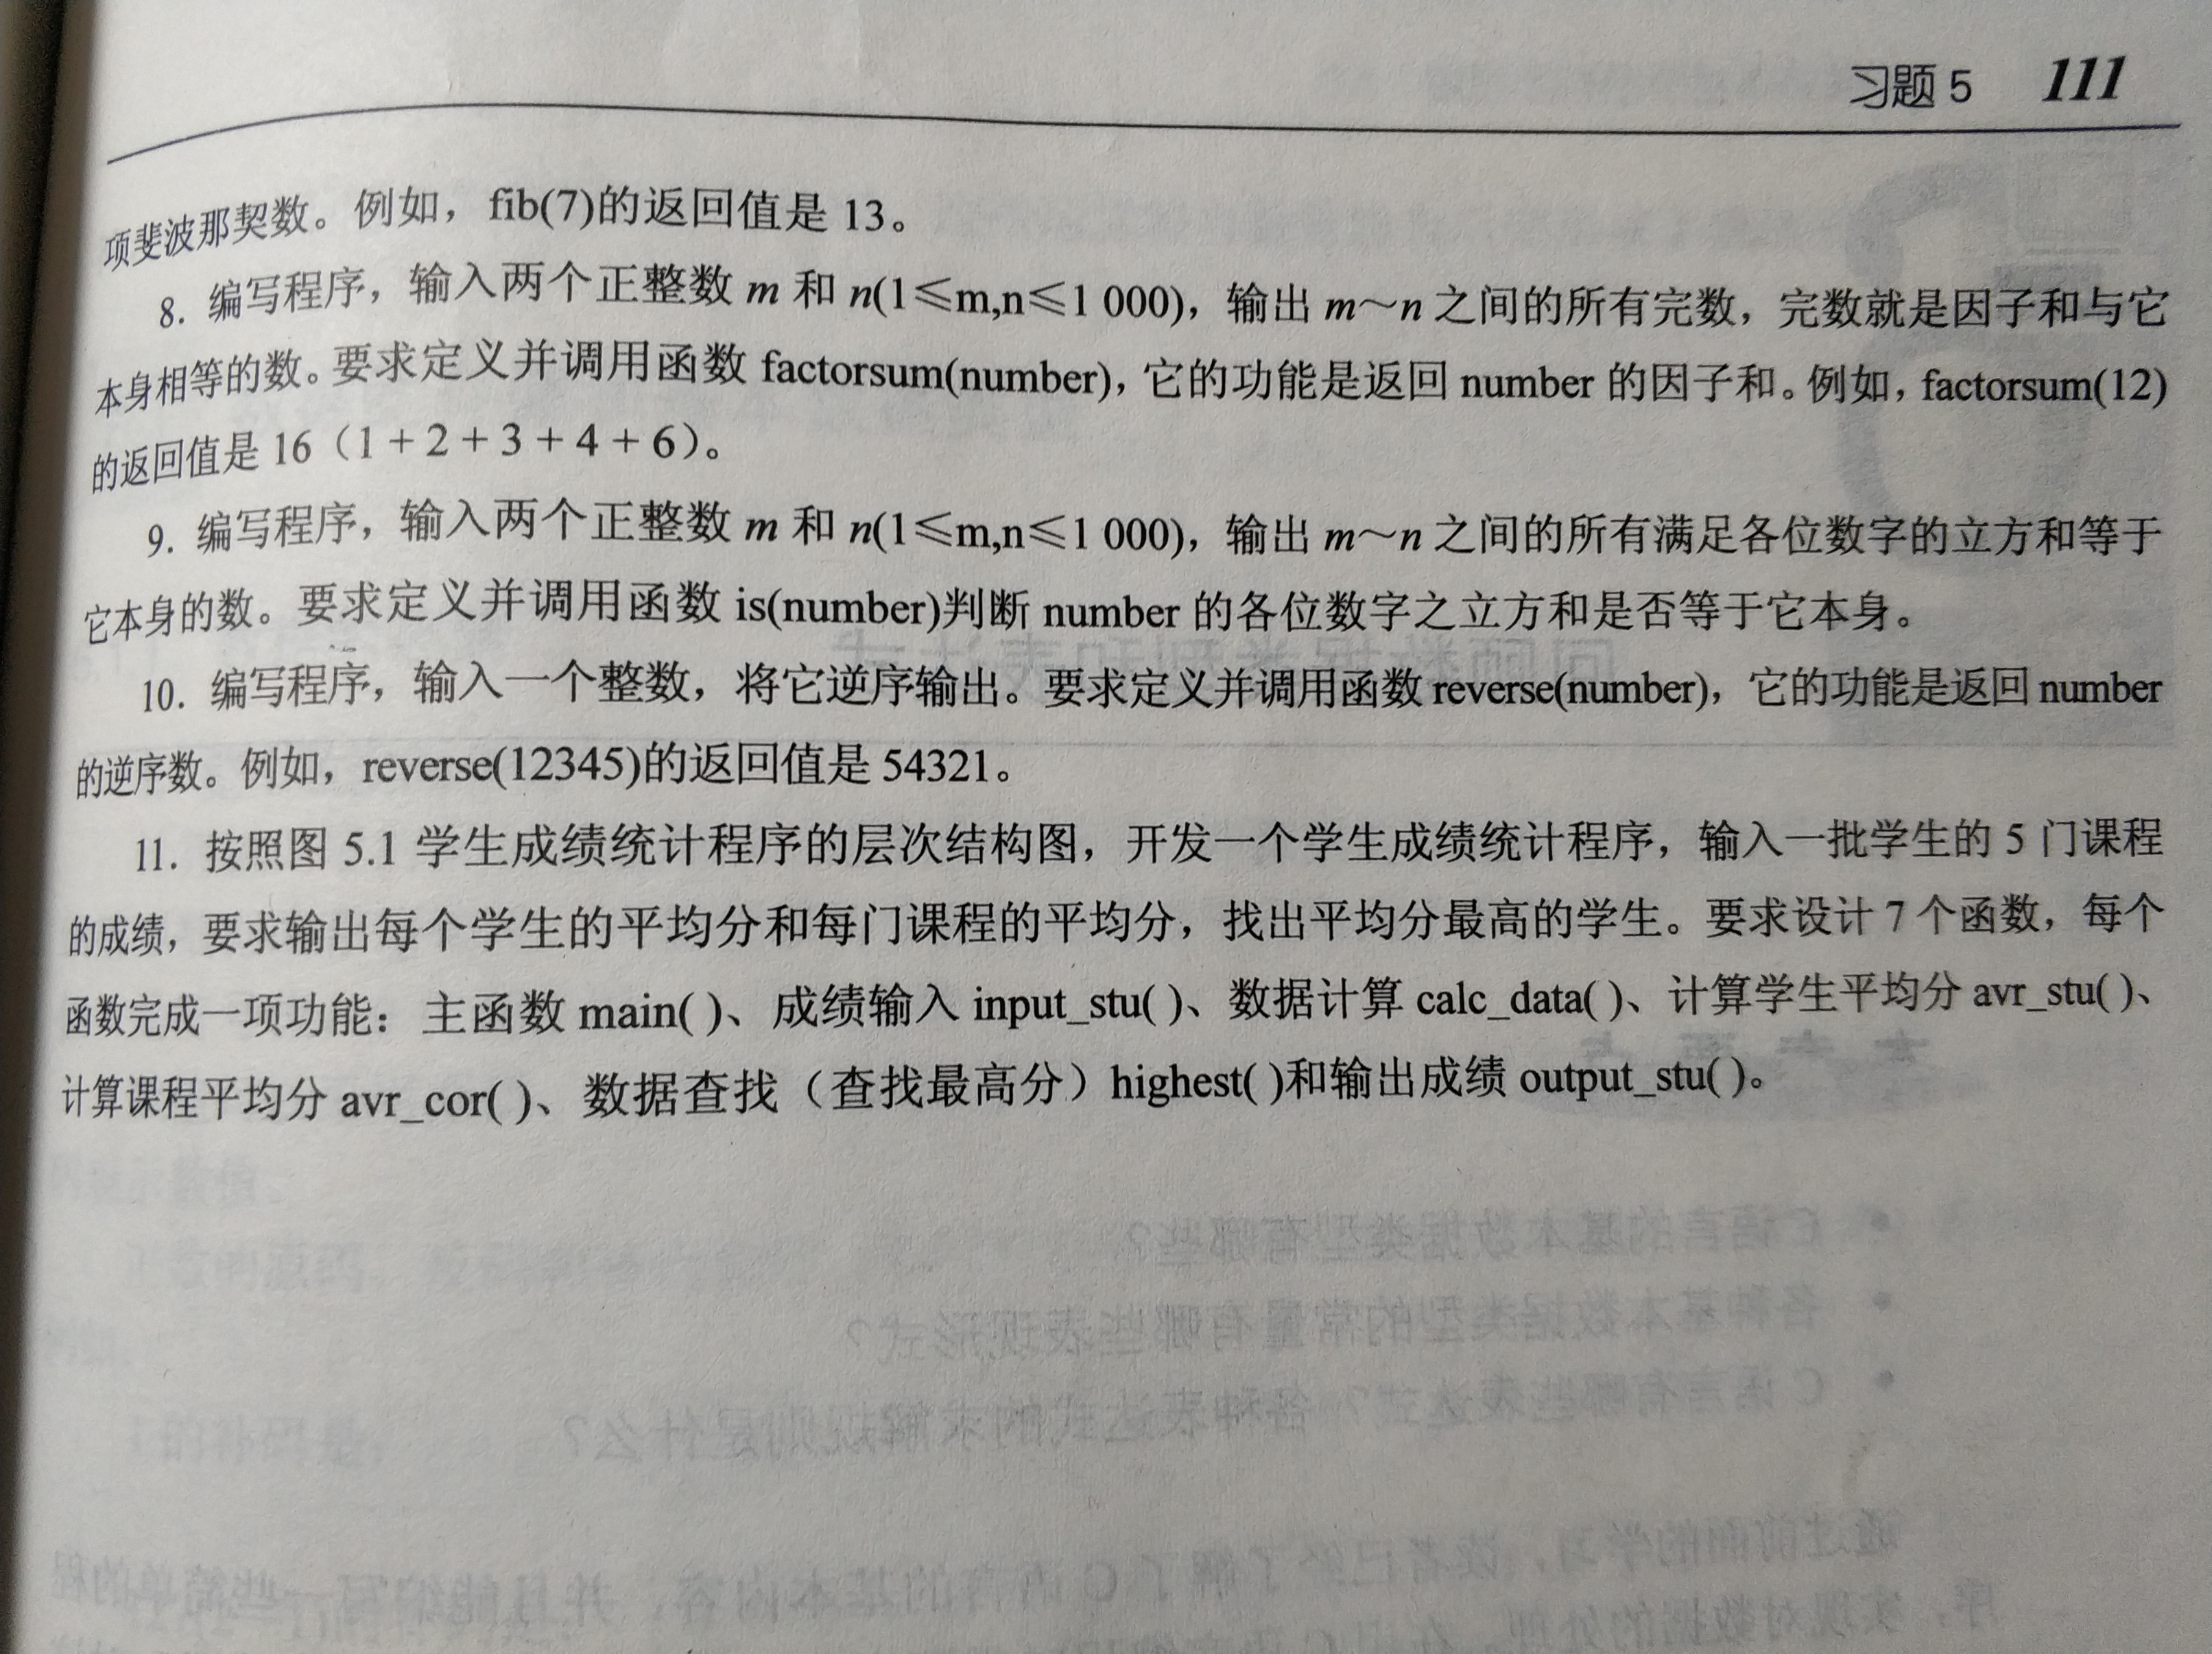 习题 5 111
项斐波那契数。例如，fib(7)的返回值是 13。
8. 编写程序，输入两个正整数 m 和 n(1≤m,n≤1 000)，输出 m～n 之间的所有完数，完数就是因子和与它
本身相等的数。要求定义并调用函数 factorsum(number)，它的功能是返回 number 的因子和。例如，factorsum(12)
的返回值是 16（1 + 2 + 3 + 4 + 6）。
9. 编写程序，输入两个正整数 m 和 n(1≤m,n≤1 000)，输出 m～n 之间的所有满足各位数字的立方和等于
它本身的数。要求定义并调用函数 is(number)判断 number 的各位数字之立方和是否等于它本身。
10. 编写程序，输入一个整数，将它逆序输出。要求定义并调用函数 reverse(number)，它的功能是返回 number
的逆序数。例如，reverse(12345)的返回值是 54321。
11. 按照图 5.1 学生成绩统计程序的层次结构图，开发一个学生成绩统计程序，输入一批学生的 5 门课程
的成绩，要求输出每个学生的平均分和每门课程的平均分，找出平均分最高的学生。要求设计 7 个函数，每个
函数完成一项功能：主函数 main( )、成绩输入 input_stu( )、数据计算 calc_data( )、计算学生平均分 avr_stu( )、
计算课程平均分 avr_cor( )、数据查找（查找最高分）highest( )和输出成绩 output_stu( )。